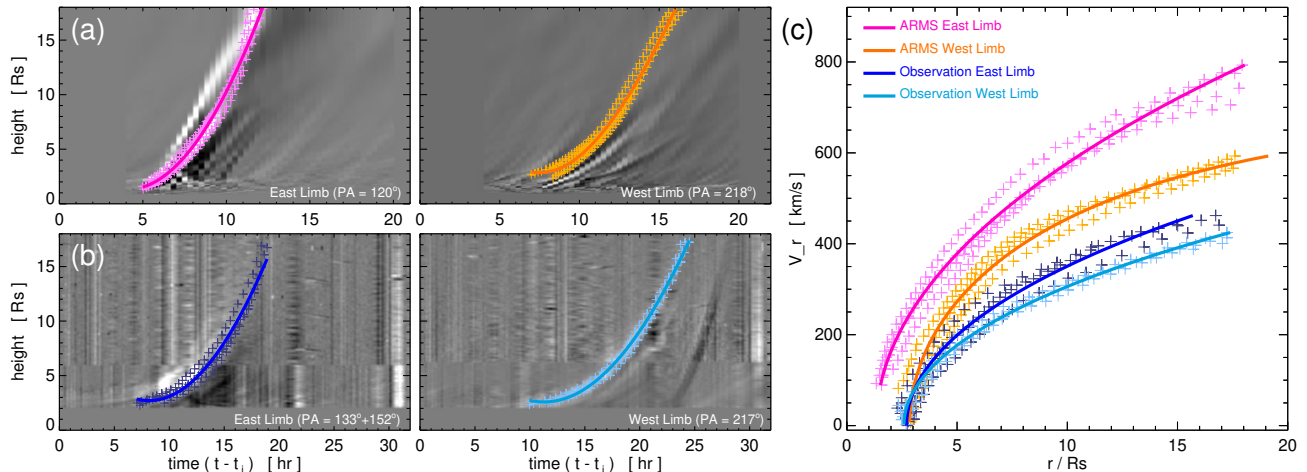 (a)
height [ Rs ]
15
10
5
0
East Limb (PA = 120°)
0 5 10 15 20
West Limb (PA = 218°)
0 5 10 15 20
(b)
height [ Rs ]
15
10
5
0
East Limb (PA = 133°+152°)
0 5 10 15 20 25 30
time ( t - t_i ) [ hr ]
West Limb (PA = 217°)
0 5 10 15 20 25 30
time ( t - t_i ) [ hr ]
(c)
ARMS East Limb
ARMS West Limb
Observation East Limb
Observation West Limb
V_r [ km/s ]
800
600
400
200
0
0 5 10 15 20
r / Rs